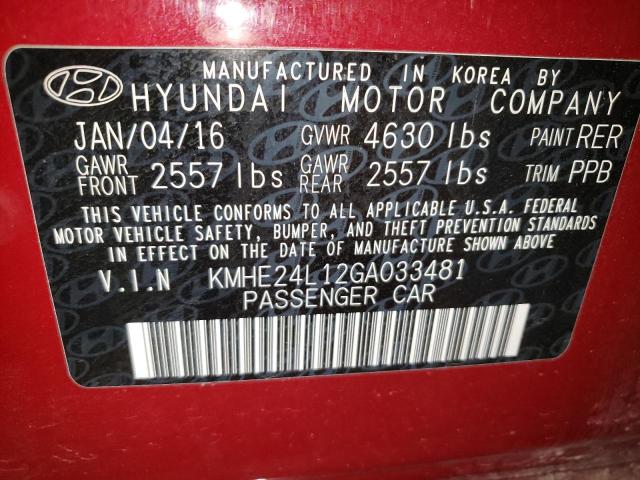 MANUFACTURED IN KOREA BY
HYUNDAI MOTOR COMPANY
JAN/04/16 GVWR 4630 lbs PAINT RER
GAWR FRONT 2557 lbs GAWR REAR 2557 lbs TRIM PPB
THIS VEHICLE CONFORMS TO ALL APPLICABLE U.S.A. FEDERAL
MOTOR VEHICLE SAFETY, BUMPER, AND THEFT PREVENTION STANDARDS
IN EFFECT ON THE DATE OF MANUFACTURE SHOWN ABOVE
V.I.N KMHE24L12GA033481
PASSENGER CAR